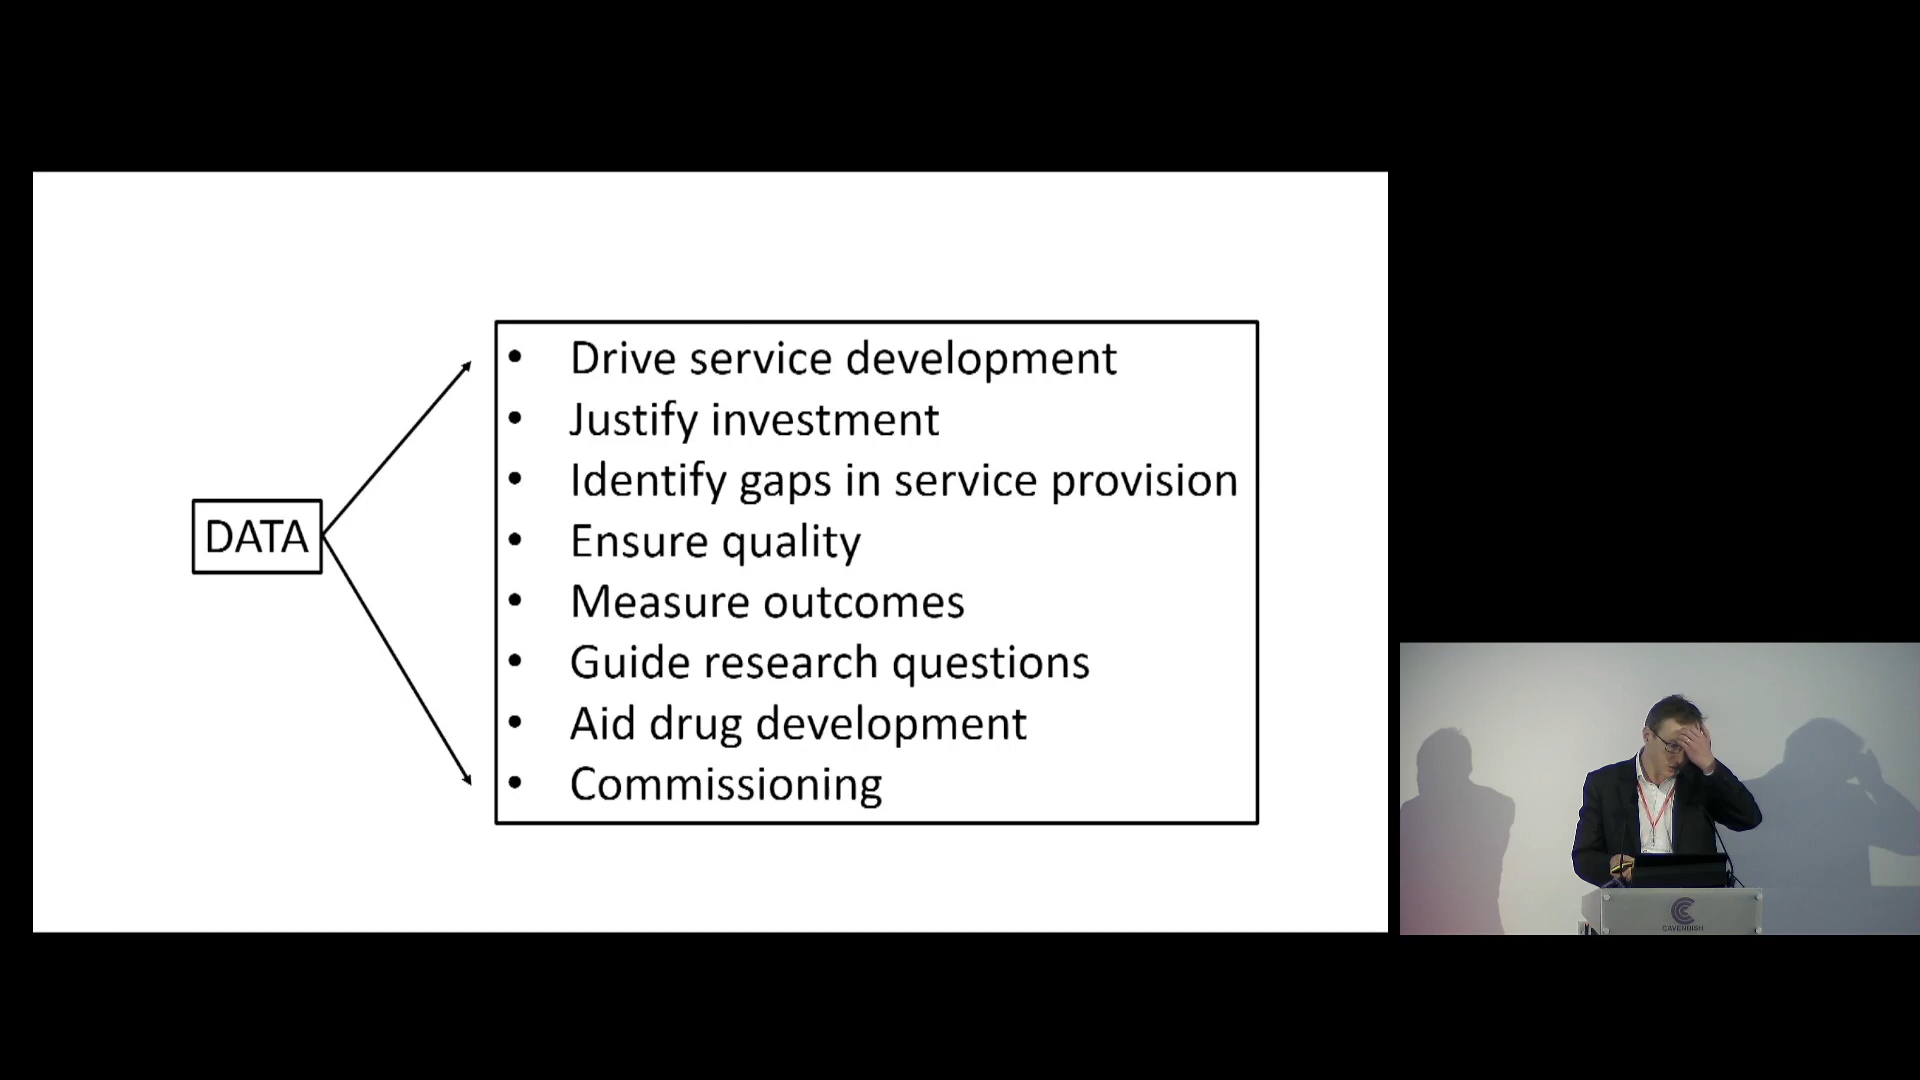 DATA
• Drive service development
• Justify investment
• Identify gaps in service provision
• Ensure quality
• Measure outcomes
• Guide research questions
• Aid drug development
• Commissioning
CAVENDISH